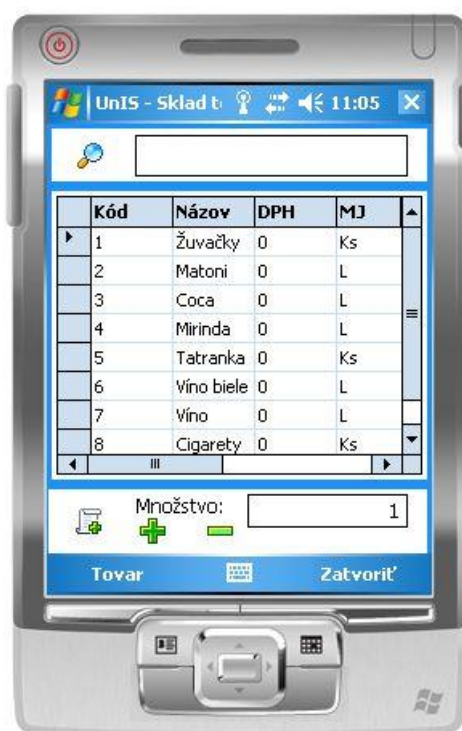 UnIS - Sklad t 11:05
Kód Názov DPH MJ
1 Žuvačky 0 Ks
2 Matoni 0 L
3 Coca 0 L
4 Mirinda 0 L
5 Tatranka 0 Ks
6 Víno biele 0 L
7 Víno 0 L
8 Cigarety 0 Ks
Množstvo: 1
Tovar Zatvoriť